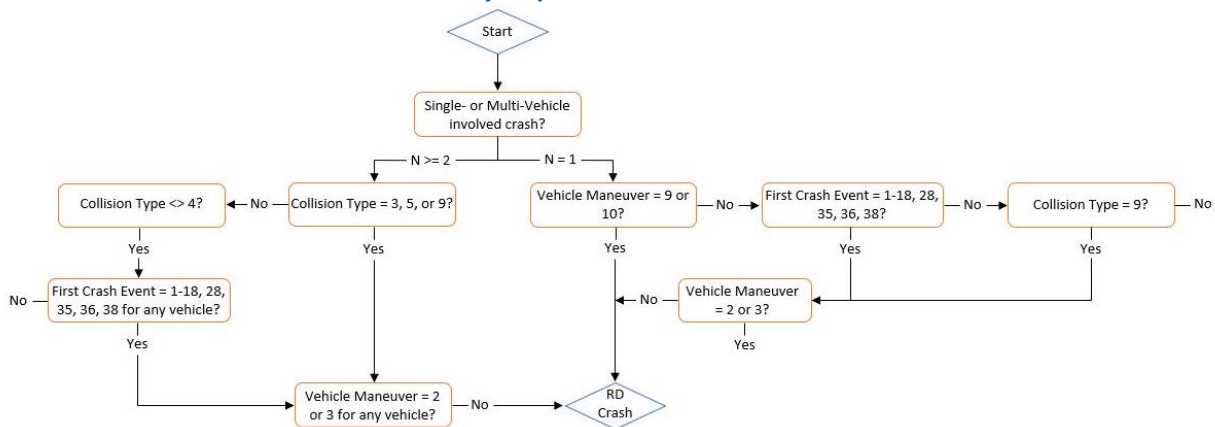 Start
Single- or Multi-Vehicle
involved crash?
N >= 2
N = 1
Collision Type <> 4?
No
Collision Type = 3, 5, or 9?
Vehicle Maneuver = 9 or
10?
No
First Crash Event = 1-18, 28,
35, 36, 38?
No
Collision Type = 9?
No
Yes
Yes
Yes
Yes
Yes
No
First Crash Event = 1-18, 28,
35, 36, 38 for any vehicle?
No
Vehicle Maneuver
= 2 or 3?
Yes
Yes
Vehicle Maneuver = 2
or 3 for any vehicle?
No
RD
Crash